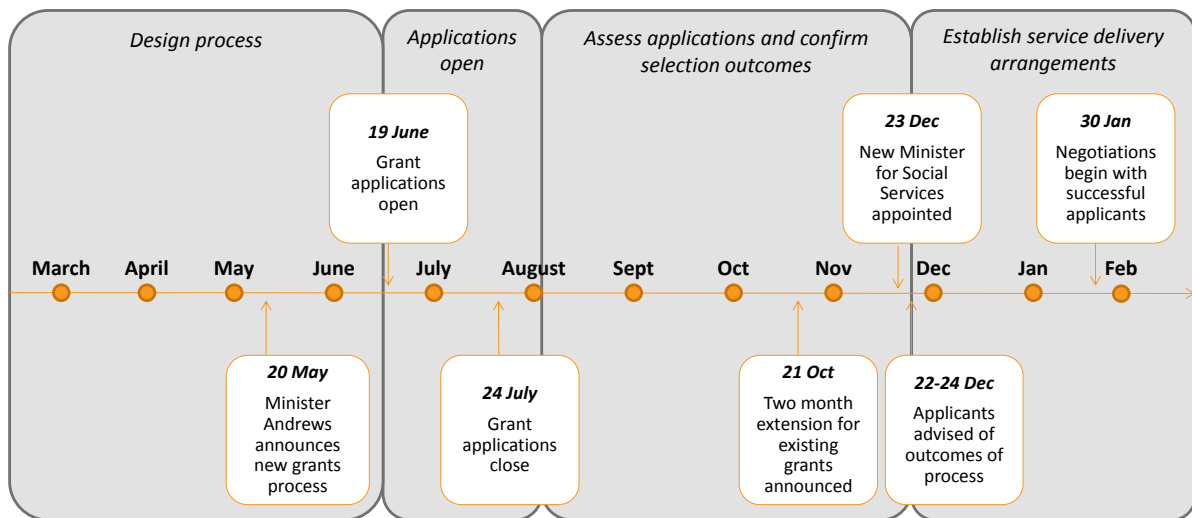 Design process
Applications
open
Assess applications and confirm
selection outcomes
Establish service delivery
arrangements
19 June
Grant
applications
open
23 Dec
New Minister
for Social
Services
appointed
30 Jan
Negotiations
begin with
successful
applicants
March April May June July August Sept Oct Nov Dec Jan Feb
20 May
Minister
Andrews
announces
new grants
process
24 July
Grant
applications
close
21 Oct
Two month
extension for
existing
grants
announced
22-24 Dec
Applicants
advised of
outcomes of
process